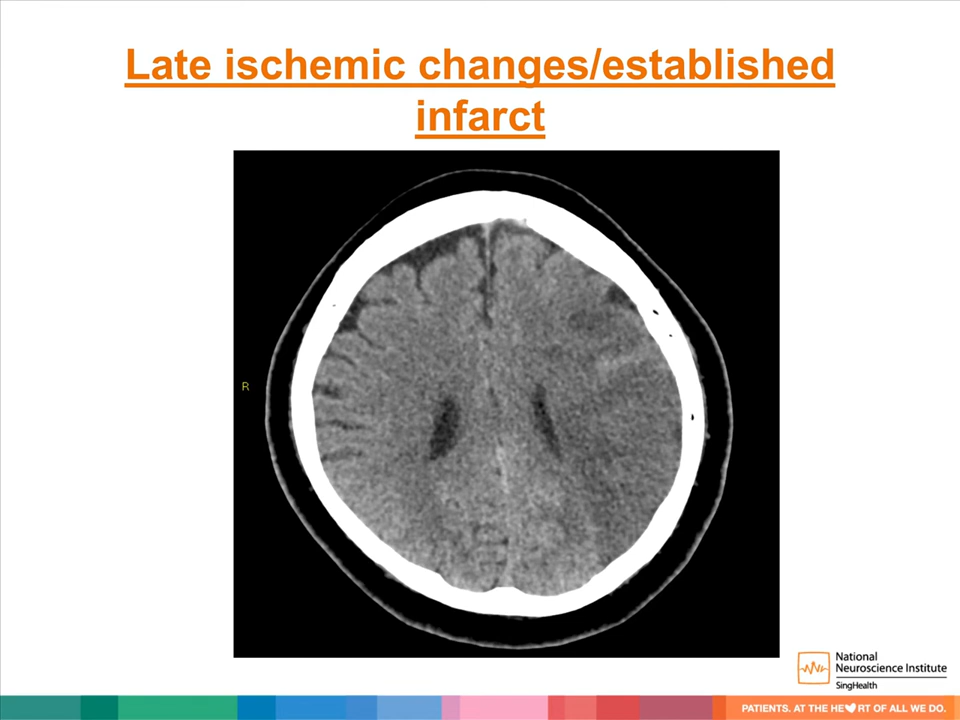 Late ischemic changes/established
infarct
R
National
Neuroscience Institute
SingHealth
PATIENTS. AT THE HE♥RT OF ALL WE DO.